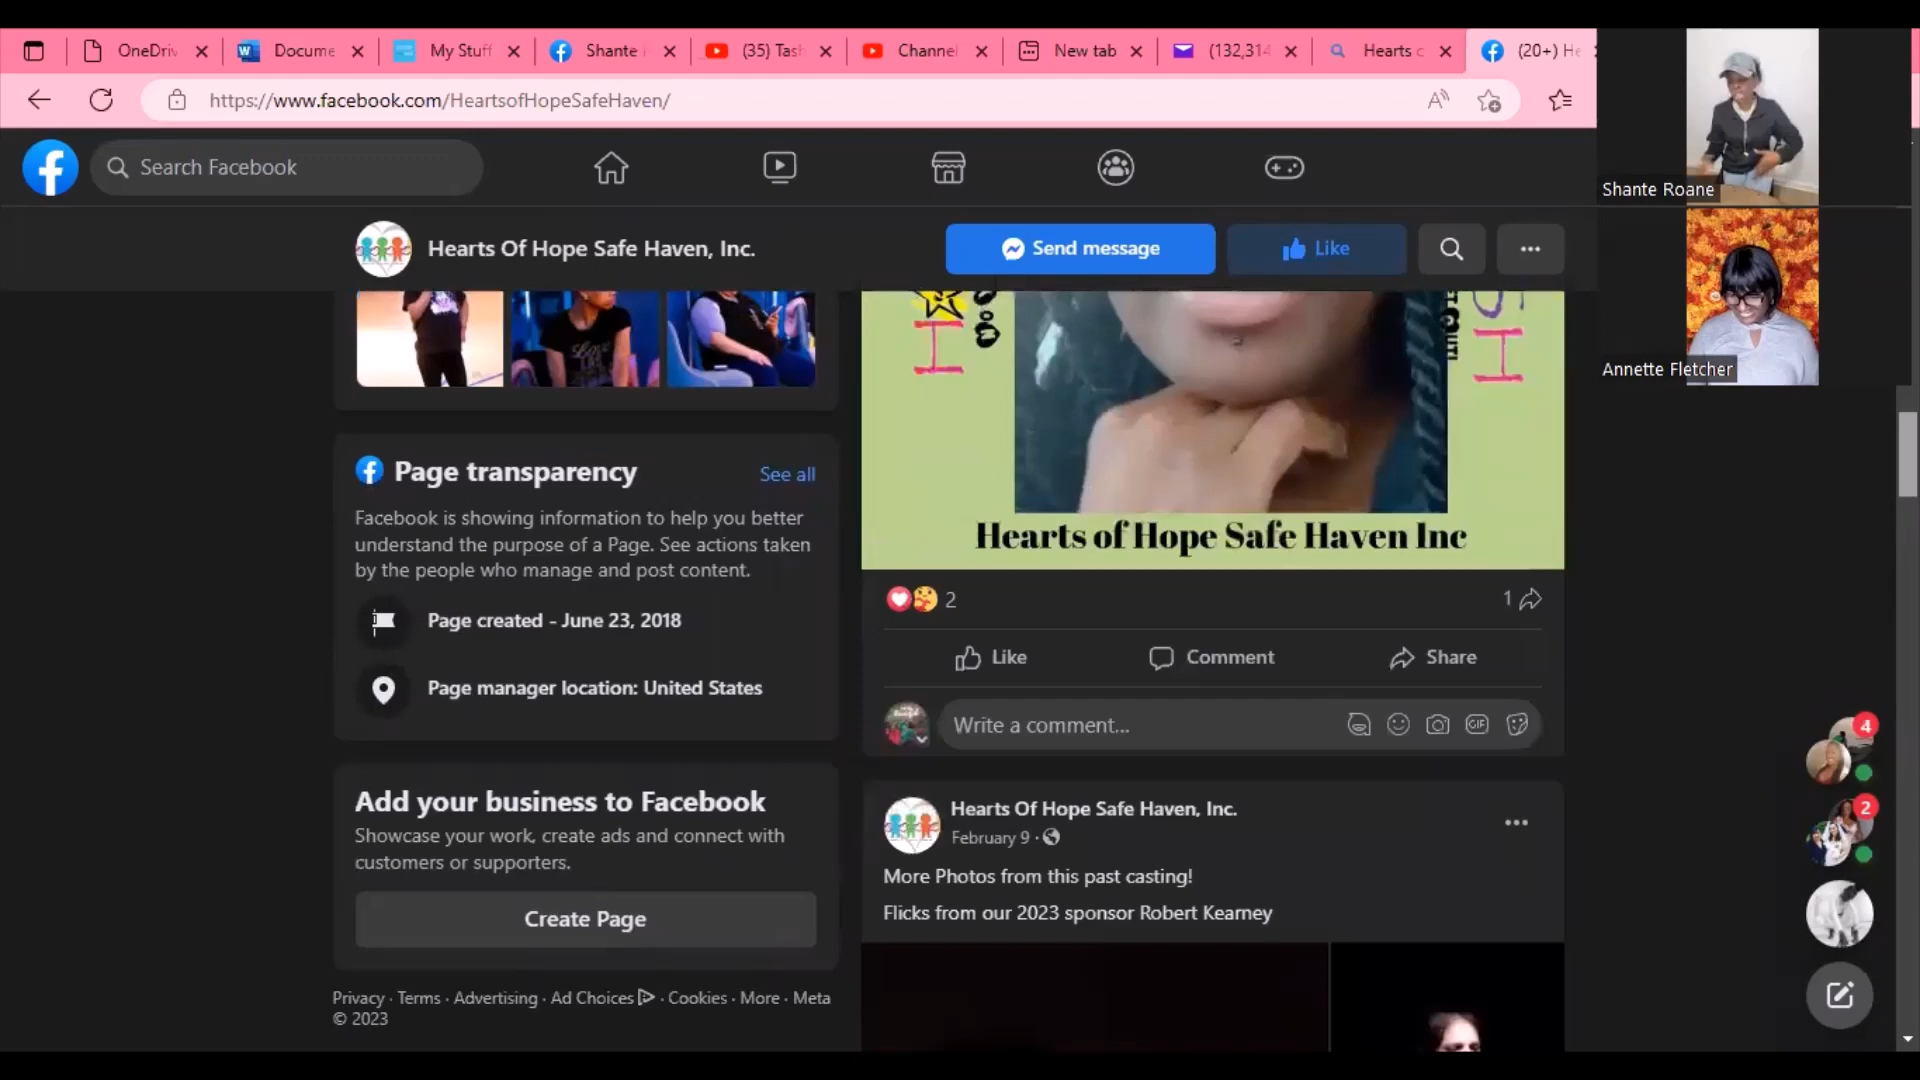 OneDriv
Docume
My Stuff
Shante
(35) Tash
Channel
New tab
(132,314
Hearts c
(20+) He
https://www.facebook.com/HeartsofHopeSafeHaven/
Search Facebook
Shante Roane
Hearts Of Hope Safe Haven, Inc.
Send message
Like
Annette Fletcher
H
H
Hearts of Hope Safe Haven Inc
Page transparency
See all
Facebook is showing information to help you better
understand the purpose of a Page. See actions taken
by the people who manage and post content.
Page created - June 23, 2018
Page manager location: United States
2
1
Like
Comment
Share
Write a comment...
GIF
Add your business to Facebook
Showcase your work, create ads and connect with
customers or supporters.
Create Page
Privacy · Terms · Advertising · Ad Choices · Cookies · More · Meta
© 2023
Hearts Of Hope Safe Haven, Inc.
February 9 ·
More Photos from this past casting!
Flicks from our 2023 sponsor Robert Kearney
4
2